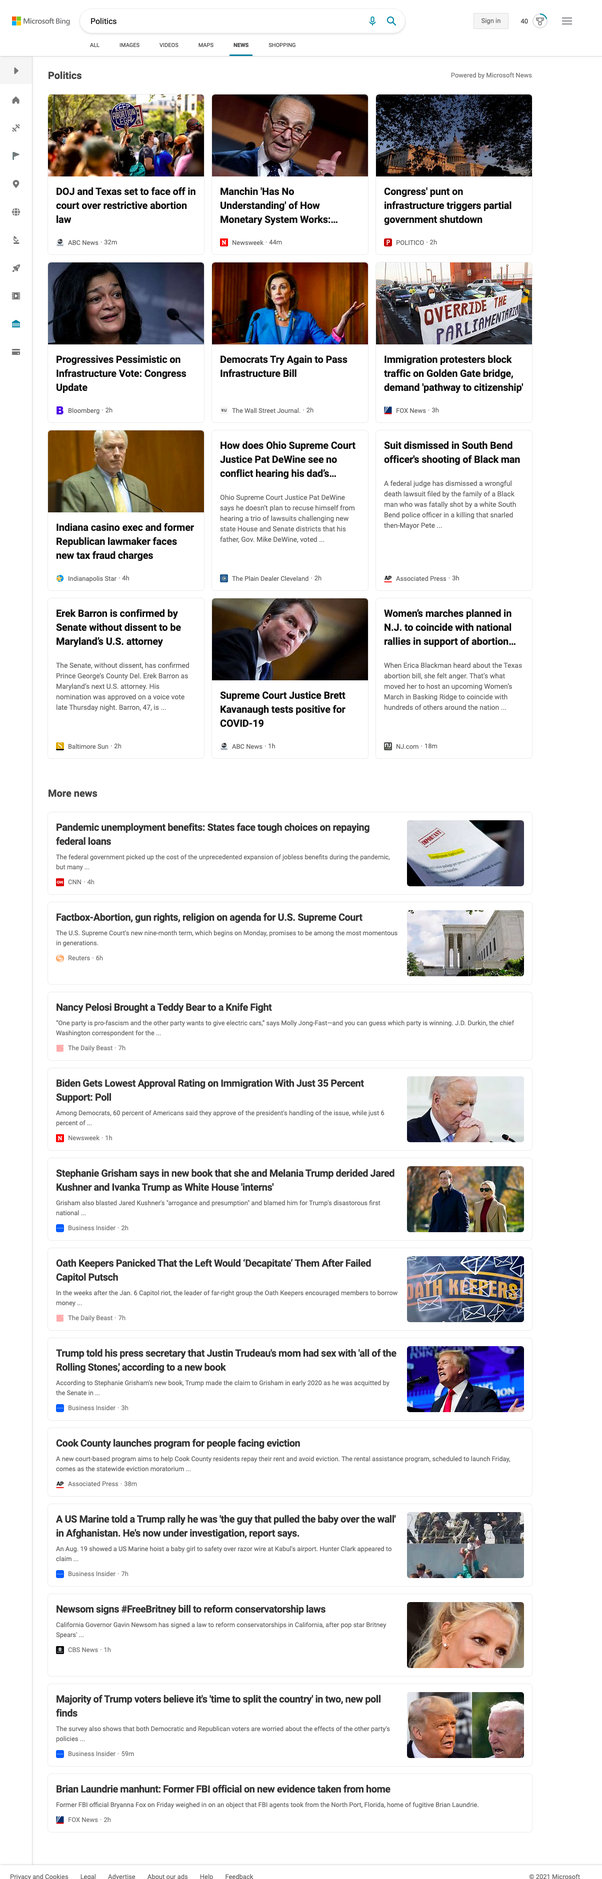 Microsoft Bing
Politics
Sign in
40
ALL
IMAGES
VIDEOS
MAPS
NEWS
SHOPPING
Politics
Powered by Microsoft News
DOJ and Texas set to face off in
court over restrictive abortion
law
ABC News · 32m
Manchin 'Has No
Understanding' of How
Monetary System Works:...
Newsweek · 44m
Congress' punt on
infrastructure triggers partial
government shutdown
POLITICO · 2h
Progressives Pessimistic on
Infrastructure Vote: Congress
Update
Bloomberg · 2h
Democrats Try Again to Pass
Infrastructure Bill
The Wall Street Journal. · 2h
OVERRIDE THE
PARLIAMENTARIAN
Immigration protesters block
traffic on Golden Gate bridge,
demand 'pathway to citizenship'
FOX News · 3h
Indiana casino exec and former
Republican lawmaker faces
new tax fraud charges
Indianapolis Star · 4h
How does Ohio Supreme Court
Justice Pat DeWine see no
conflict hearing his dad's...
Ohio Supreme Court Justice Pat DeWine
says he doesn't plan to recuse himself from
hearing a trio of lawsuits challenging new
state House and Senate districts that his
father, Gov. Mike DeWine, voted ...
The Plain Dealer Cleveland · 2h
Suit dismissed in South Bend
officer's shooting of Black man
A federal judge has dismissed a wrongful
death lawsuit filed by the family of a Black
man who was fatally shot by a white South
Bend police officer in a killing that snarled
then-Mayor Pete ...
AP Associated Press · 3h
Erek Barron is confirmed by
Senate without dissent to be
Maryland's U.S. attorney
The Senate, without dissent, has confirmed
Prince George's County Del. Erek Barron as
Maryland's next U.S. attorney. His
nomination was approved on a voice vote
late Thursday night. Barron, 47, is ...
Baltimore Sun · 2h
Supreme Court Justice Brett
Kavanaugh tests positive for
COVID-19
ABC News · 1h
Women's marches planned in
N.J. to coincide with national
rallies in support of abortion...
When Erica Blackman heard about the Texas
abortion bill, she felt anger. That's what
moved her to host an upcoming Women's
March in Basking Ridge to coincide with
hundreds of others around the nation ...
NJ.com · 18m
More news
Pandemic unemployment benefits: States face tough choices on repaying
federal loans
The federal government picked up the cost of the unprecedented expansion of jobless benefits during the pandemic,
but many ...
CNN · 4h
IMPORTANT
Factbox-Abortion, gun rights, religion on agenda for U.S. Supreme Court
The U.S. Supreme Court's new nine-month term, which begins on Monday, promises to be among the most momentous
in generations.
Reuters · 6h
Nancy Pelosi Brought a Teddy Bear to a Knife Fight
"One party is pro-fascism and the other party wants to give electric cars," says Molly Jong-Fast—and you can guess which party is winning. J.D. Durkin, the chief
Washington correspondent for the ...
The Daily Beast · 7h
Biden Gets Lowest Approval Rating on Immigration With Just 35 Percent
Support: Poll
Among Democrats, 60 percent of Americans said they approve of the president's handling of the issue, while just 6
percent of ...
Newsweek · 1h
Stephanie Grisham says in new book that she and Melania Trump derided Jared
Kushner and Ivanka Trump as White House 'interns'
Grisham also blasted Jared Kushner's "arrogance and presumption" and blamed him for Trump's disastorous first
national ...
Business Insider · 2h
Oath Keepers Panicked That the Left Would 'Decapitate' Them After Failed
Capitol Putsch
In the weeks after the Jan. 6 Capitol riot, the leader of far-right group the Oath Keepers encouraged members to borrow
money ...
The Daily Beast · 7h
OATH KEEPERS
Trump told his press secretary that Justin Trudeau's mom had sex with 'all of the
Rolling Stones,' according to a new book
According to Stephanie Grisham's new book, Trump made the claim to Grisham in early 2020 as he was acquitted by
the Senate in ...
Business Insider · 3h
Cook County launches program for people facing eviction
A new court-based program aims to help Cook County residents repay their rent and avoid eviction. The rental assistance program, scheduled to launch Friday,
comes as the statewide eviction moratorium ...
AP Associated Press · 38m
A US Marine told a Trump rally he was 'the guy that pulled the baby over the wall'
in Afghanistan. He's now under investigation, report says.
An Aug. 19 showed a US Marine hoist a baby girl to safety over razor wire at Kabul's airport. Hunter Clark appeared to
claim ...
Business Insider · 7h
Newsom signs #FreeBritney bill to reform conservatorship laws
California Governor Gavin Newsom has signed a law to reform conservatorships in California, after pop star Britney
Spears' ...
CBS News · 1h
Majority of Trump voters believe it's 'time to split the country' in two, new poll
finds
The survey also shows that both Democratic and Republican voters are worried about the effects of the other party's
policies ...
Business Insider · 59m
Brian Laundrie manhunt: Former FBI official on new evidence taken from home
Former FBI official Bryanna Fox on Friday weighed in on an object that FBI agents took from the North Port, Florida, home of fugitive Brian Laundrie.
FOX News · 2h
Privacy and Cookies
Legal
Advertise
About our ads
Help
Feedback
© 2021 Microsoft